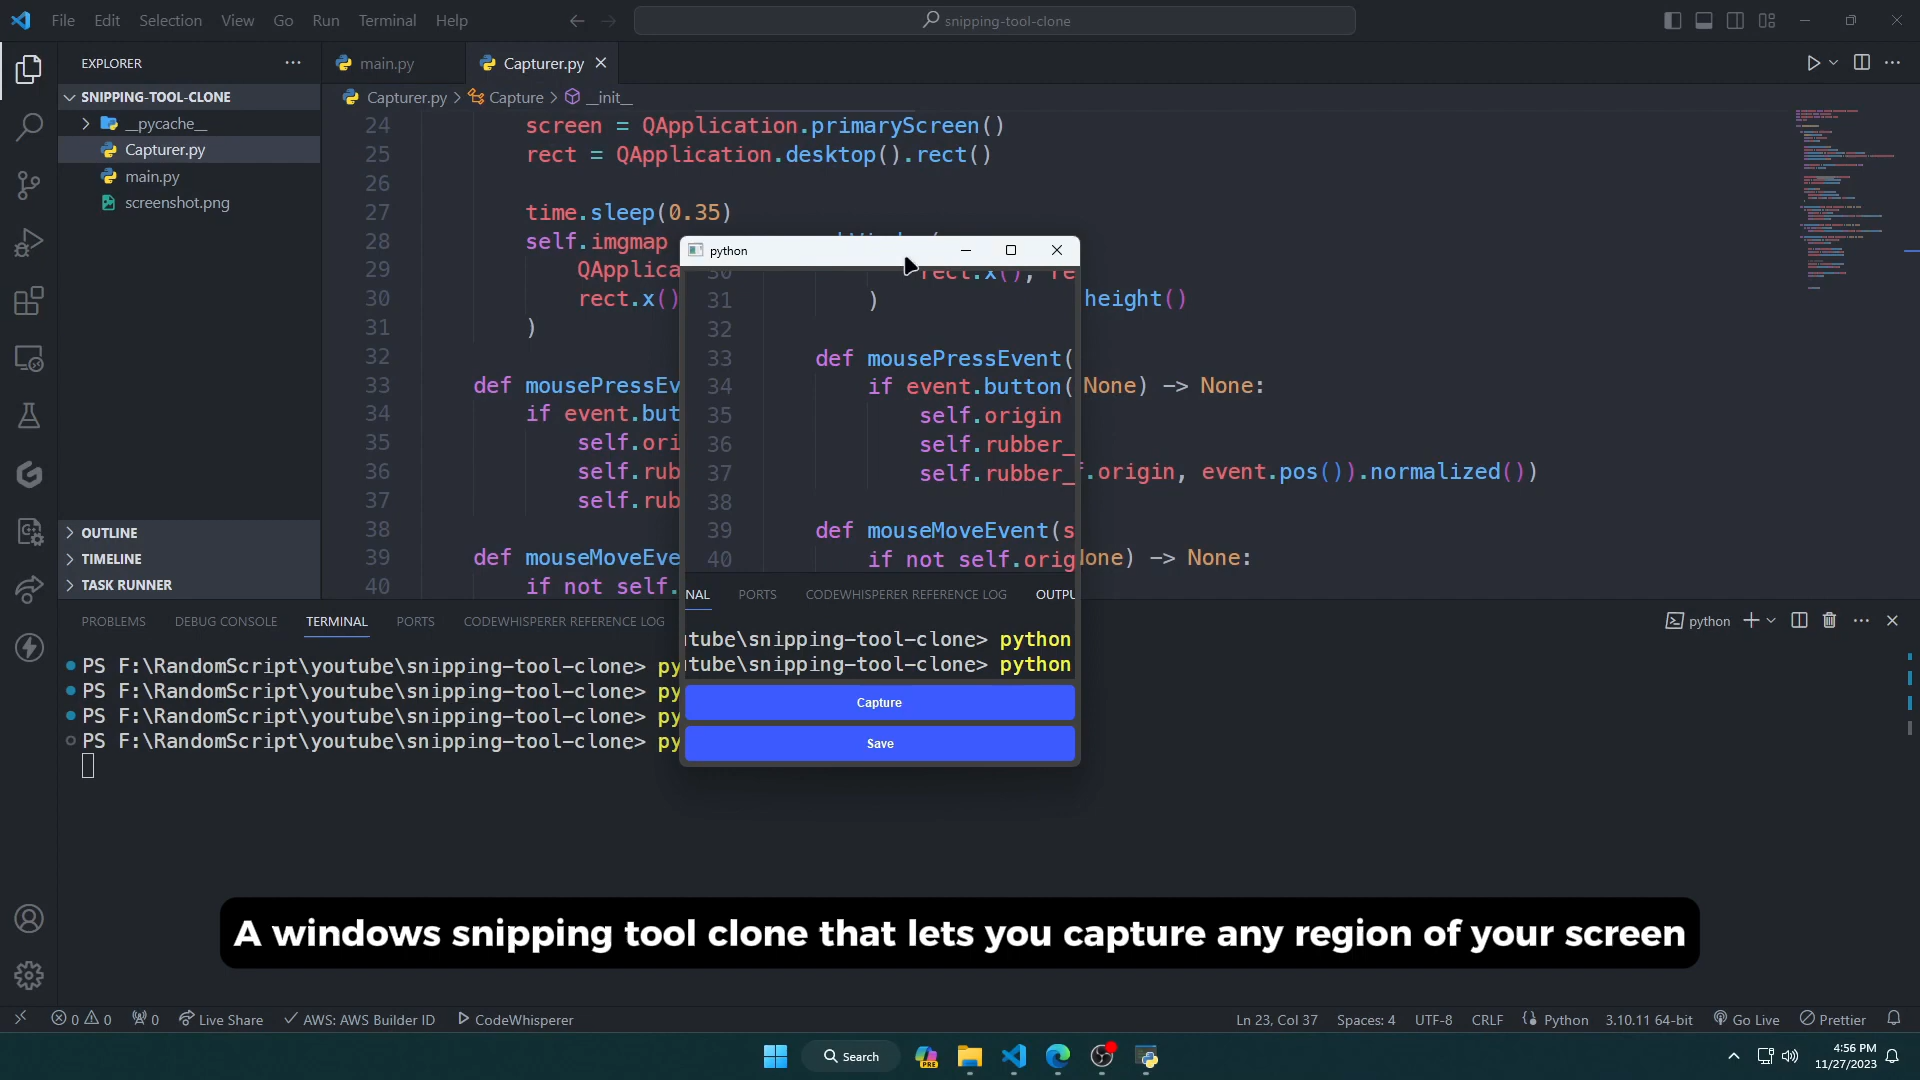 File Edit Selection View Go Run Terminal Help
snipping-tool-clone
EXPLORER
SNIPPING-TOOL-CLONE
__pycache__
Capturer.py
main.py
screenshot.png
OUTLINE
TIMELINE
TASK RUNNER
main.py
Capturer.py
Capturer.py > Capture > __init__
24 screen = QApplication.primaryScreen()
25 rect = QApplication.desktop().rect()
26
27 time.sleep(0.35)
28 self.imgmap
29 QApplica
30 rect.x() height()
31 )
32
33 def mousePressEv None) -> None:
34 if event.but
35 self.ori
36 self.rub .origin, event.pos()).normalized())
37 self.rub
38
39 def mouseMoveEve None) -> None:
40 if not self.
python
30 rect.x(), re
31 )
32
33 def mousePressEvent(
34 if event.button(
35 self.origin
36 self.rubber_
37 self.rubber_
38
39 def mouseMoveEvent(s
40 if not self.orig
NAL PORTS CODEWHISPERER REFERENCE LOG OUTPU
tube\snipping-tool-clone> python
tube\snipping-tool-clone> python
Capture
Save
PROBLEMS DEBUG CONSOLE TERMINAL PORTS CODEWHISPERER REFERENCE LOG
python
PS F:\RandomScript\youtube\snipping-tool-clone> py
PS F:\RandomScript\youtube\snipping-tool-clone> py
PS F:\RandomScript\youtube\snipping-tool-clone> py
PS F:\RandomScript\youtube\snipping-tool-clone> py
A windows snipping tool clone that lets you capture any region of your screen
0 0 0 Live Share AWS: AWS Builder ID CodeWhisperer
Ln 23, Col 37 Spaces: 4 UTF-8 CRLF Python 3.10.11 64-bit Go Live Prettier
Search
PRE
4:56 PM
11/27/2023